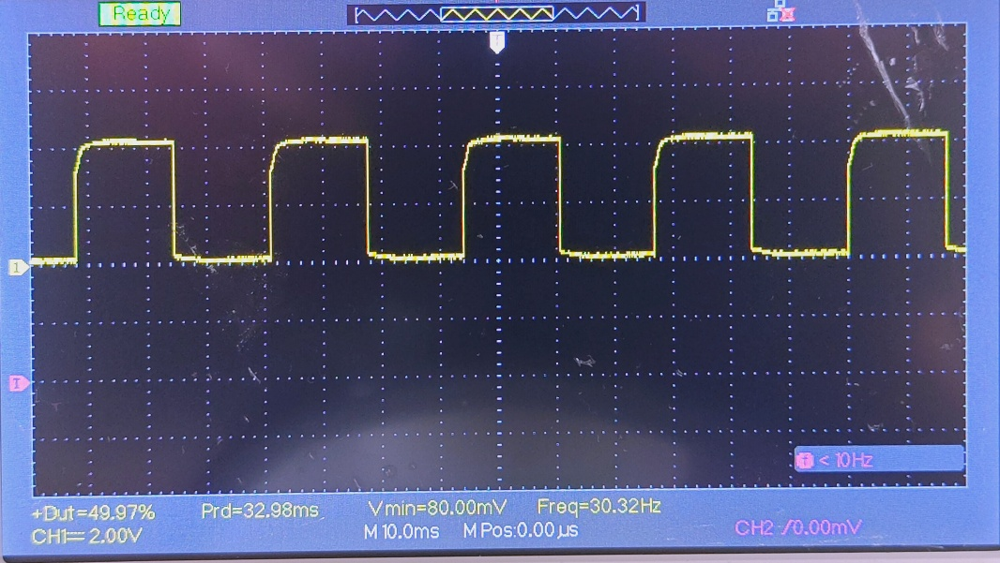 Ready
T
1
T
T < 10Hz
+Dut=49.97% Prd=32.98ms Vmin=80.00mV Freq=30.32Hz
CH1= 2.00V M 10.0ms M Pos:0.00µs CH2 /0.00mV